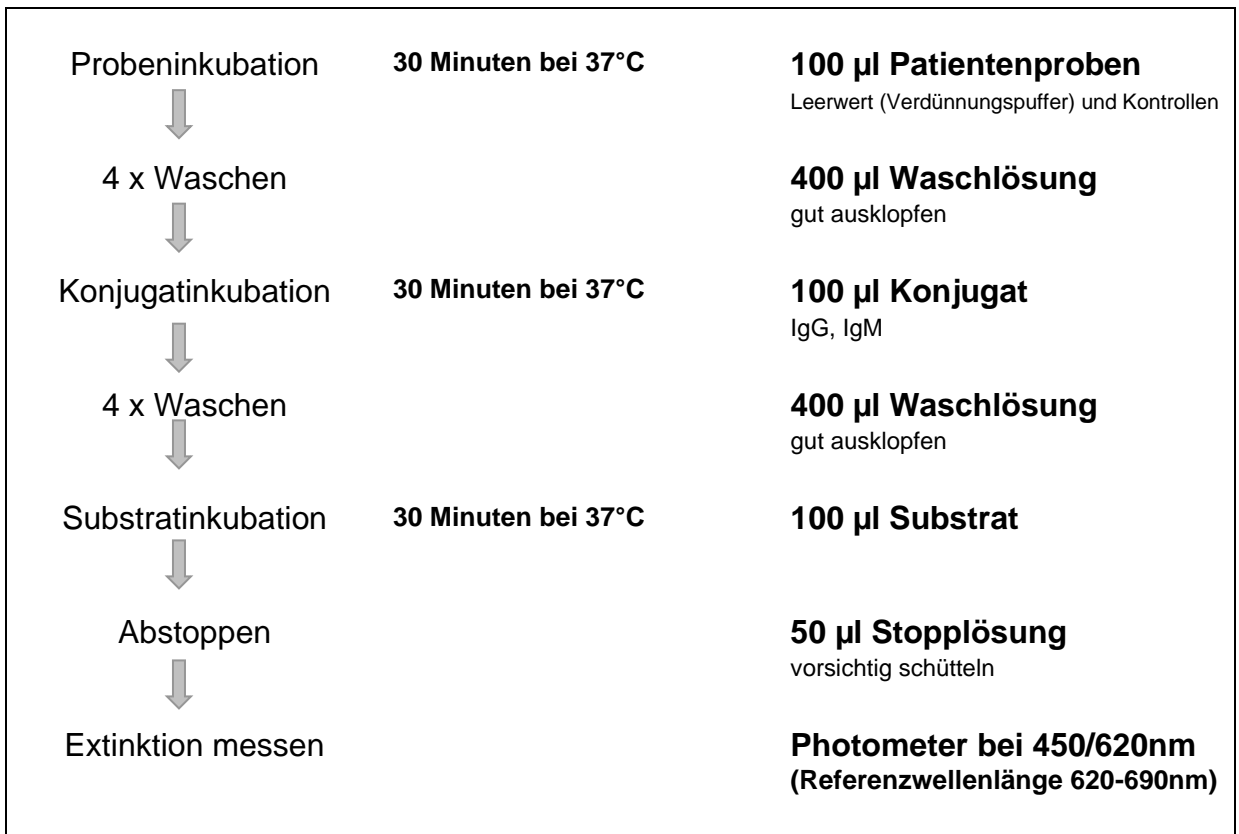 Probeninkubation 30 Minuten bei 37°C 100 µl Patientenproben
Leerwert (Verdünnungspuffer) und Kontrollen
4 x Waschen 400 µl Waschlösung
gut ausklopfen
Konjugatinkubation 30 Minuten bei 37°C 100 µl Konjugat
IgG, IgM
4 x Waschen 400 µl Waschlösung
gut ausklopfen
Substratinkubation 30 Minuten bei 37°C 100 µl Substrat
Abstoppen 50 µl Stopplösung
vorsichtig schütteln
Extinktion messen Photometer bei 450/620nm
(Referenzwellenlänge 620-690nm)